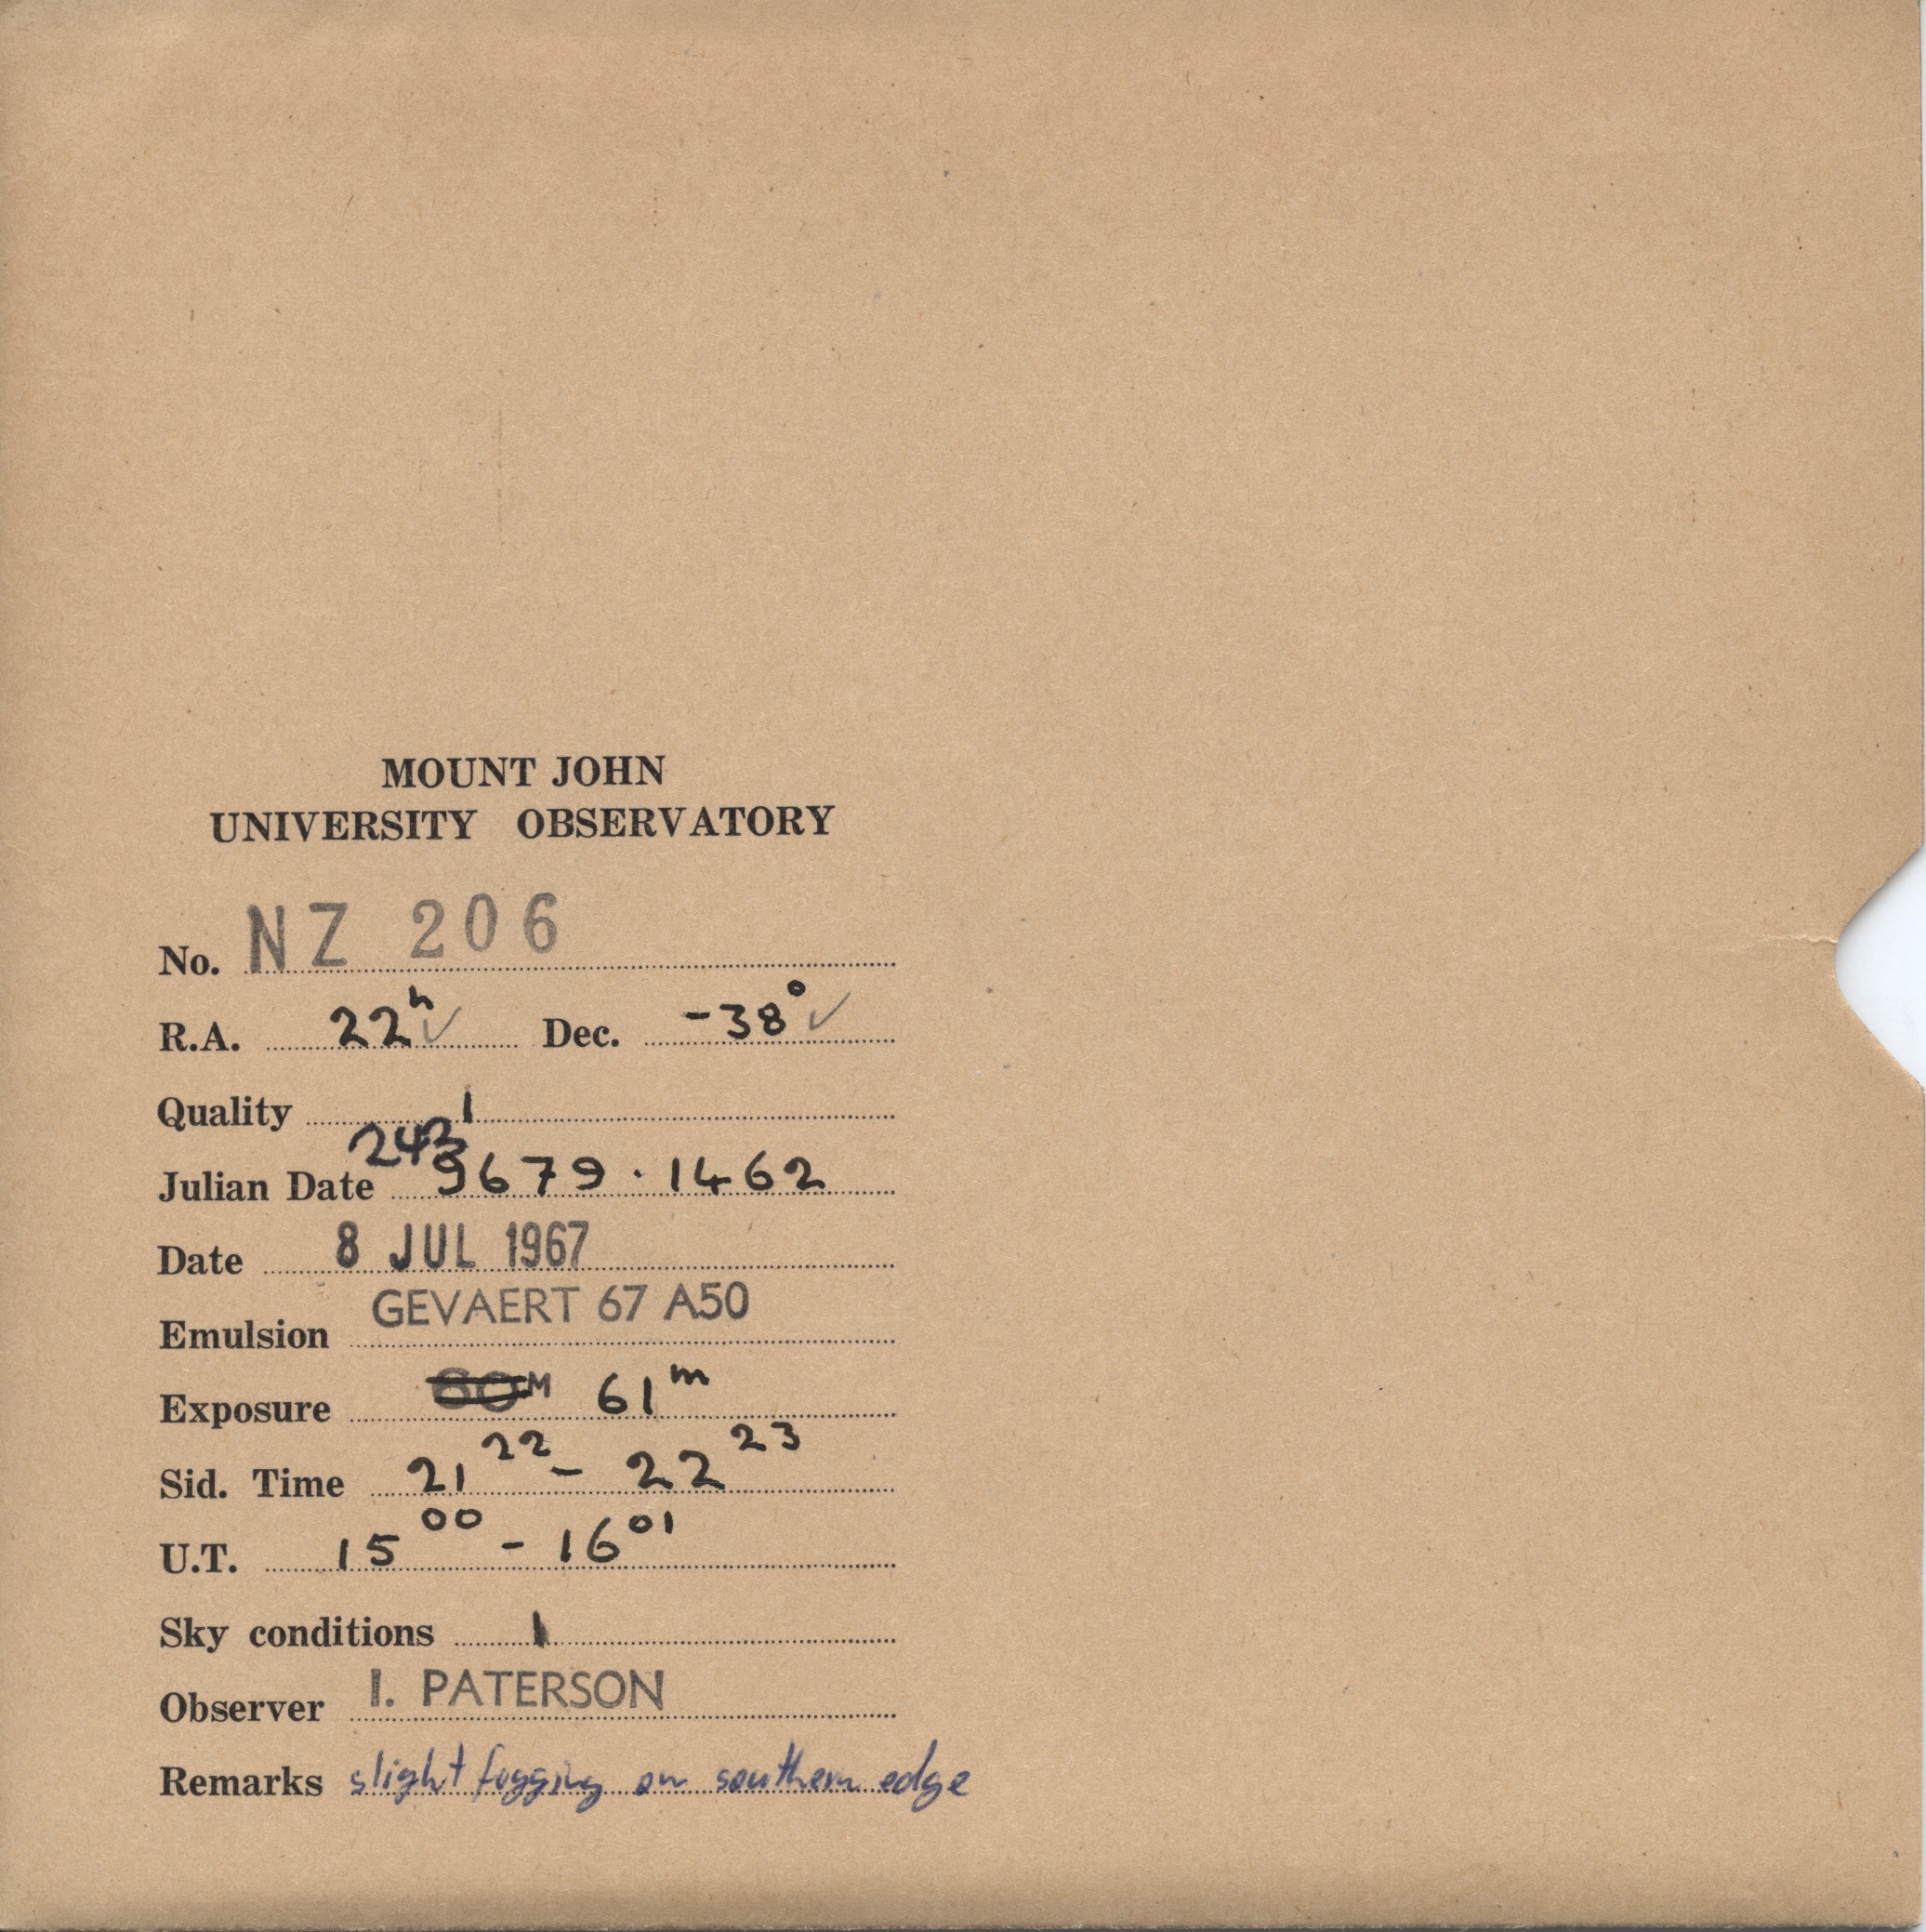 MOUNT JOHN
UNIVERSITY OBSERVATORY
No. NZ 206
R.A. 22h ✓ Dec. -38° ✓
Quality 1
Julian Date 2439679.1462
Date 8 JUL 1967
Emulsion GEVAERT 67 A50
Exposure 60M 61m
Sid. Time 21 22 - 22 23
U.T. 15 00 - 16 01
Sky conditions 1
Observer I. PATERSON
Remarks slight fogging on southern edge